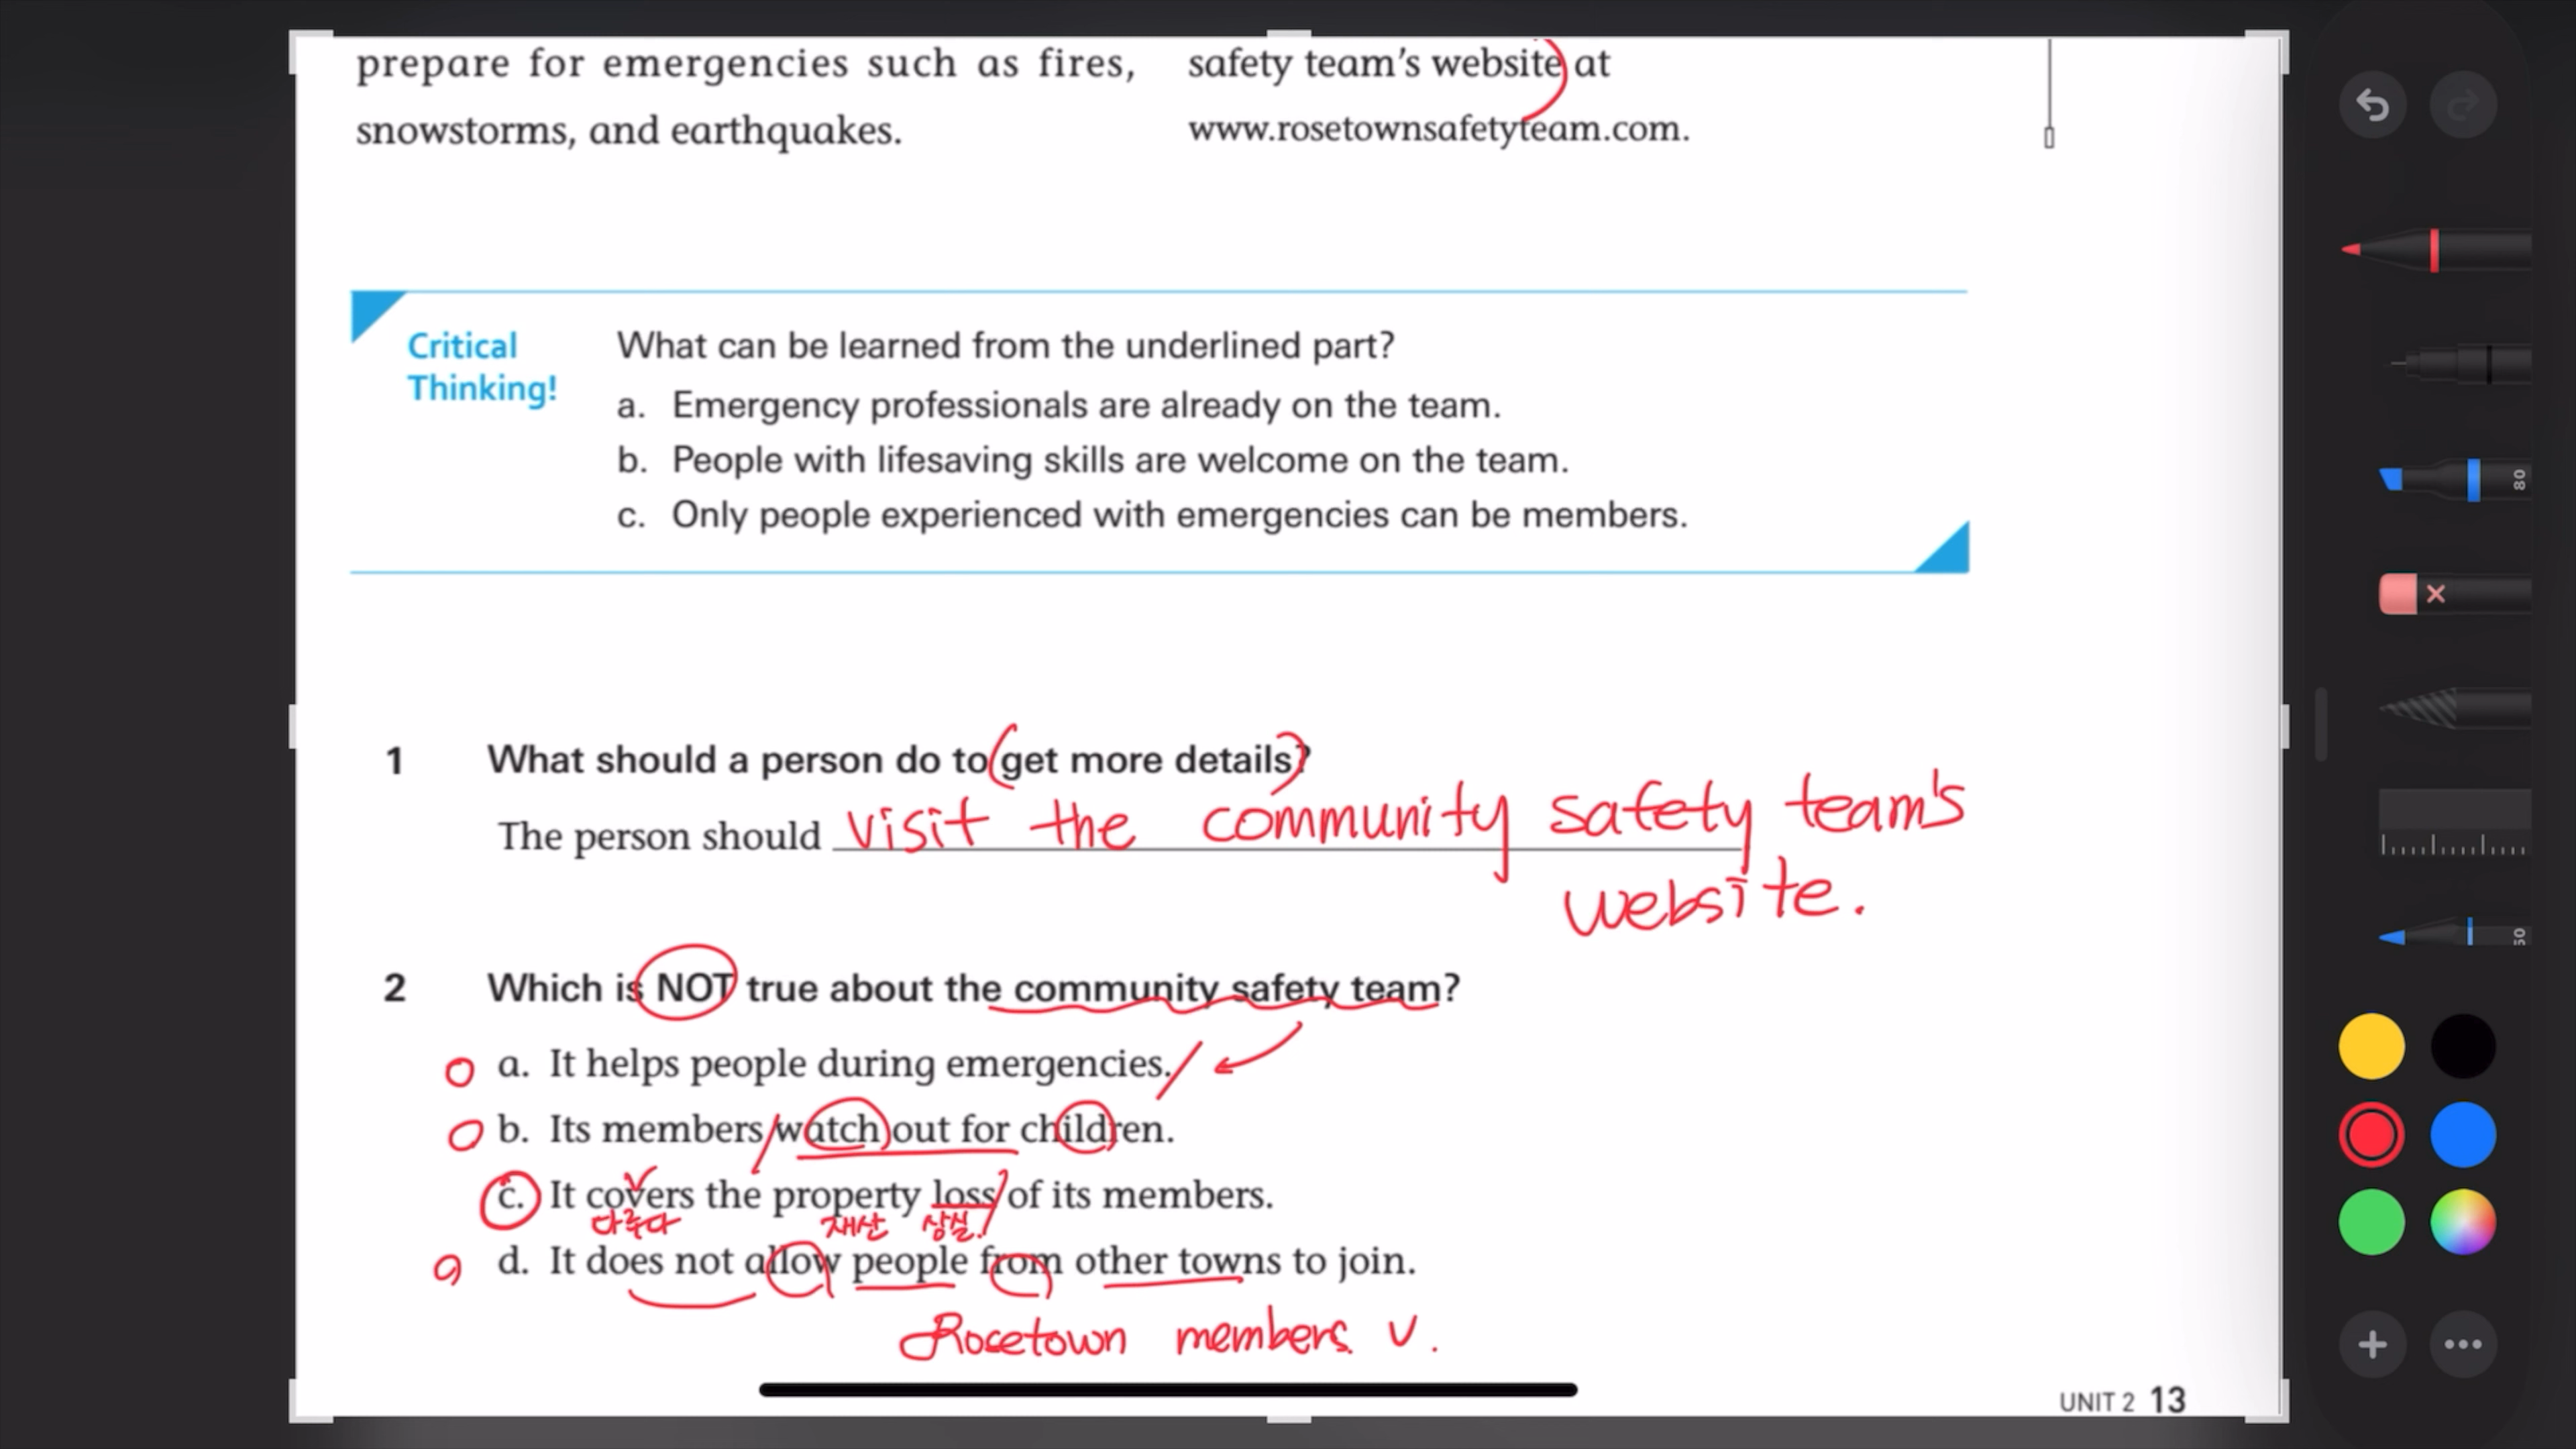 prepare for emergencies such as fires,
snowstorms, and earthquakes.
safety team's website at
www.rosetownsafetyteam.com.
Critical
Thinking!
What can be learned from the underlined part?
a. Emergency professionals are already on the team.
b. People with lifesaving skills are welcome on the team.
c. Only people experienced with emergencies can be members.
1 What should a person do to (get more details)?
The person should visit the community safety team's
website.
2 Which is NOT true about the community safety team?
a. It helps people during emergencies.
b. Its members watch out for children.
c. It covers the property loss of its members.
다루다 재산 상실.
d. It does not allow people from other towns to join.
Rosetown members v.
UNIT 2 13
80
50